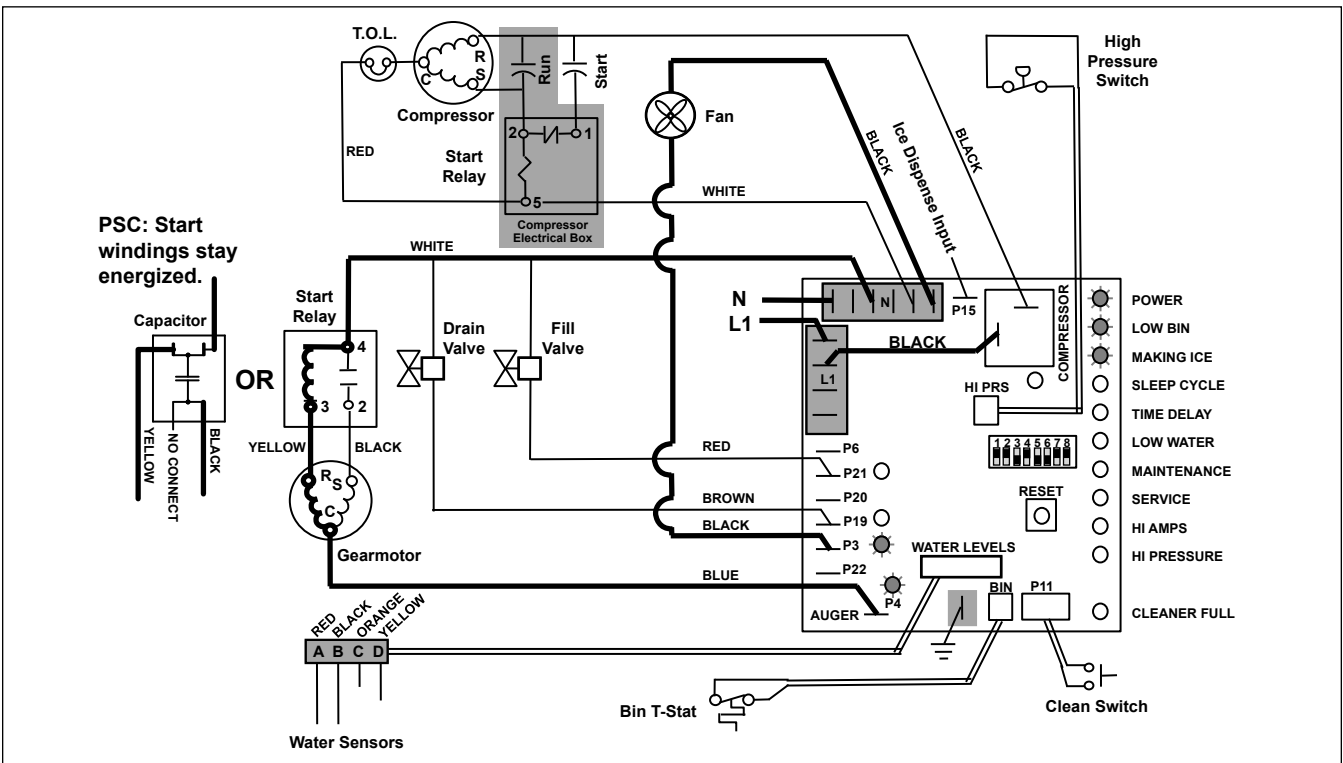 T.O.L.
R
S
C
Compressor
Run
Start
2
1
5
Start
Relay
Compressor
Electrical Box
RED
WHITE
Fan
BLACK
BLACK
Ice Dispense Input
High
Pressure
Switch
PSC: Start
windings stay
energized.
Capacitor
YELLOW
NO CONNECT
BLACK
OR
WHITE
Start
Relay
4
3
2
YELLOW
BLACK
R
S
C
Gearmotor
Drain
Valve
Fill
Valve
N
L1
N
P15
L1
BLACK
COMPRESSOR
HI PRS
1 2 3 4 5 6 7 8
RESET
POWER
LOW BIN
MAKING ICE
SLEEP CYCLE
TIME DELAY
LOW WATER
MAINTENANCE
SERVICE
HI AMPS
HI PRESSURE
CLEANER FULL
P6
RED
P21
P20
BROWN
P19
BLACK
P3
P22
BLUE
P4
AUGER
WATER LEVELS
BIN
P11
RED
BLACK
ORANGE
YELLOW
A B C D
Water Sensors
Bin T-Stat
Clean Switch